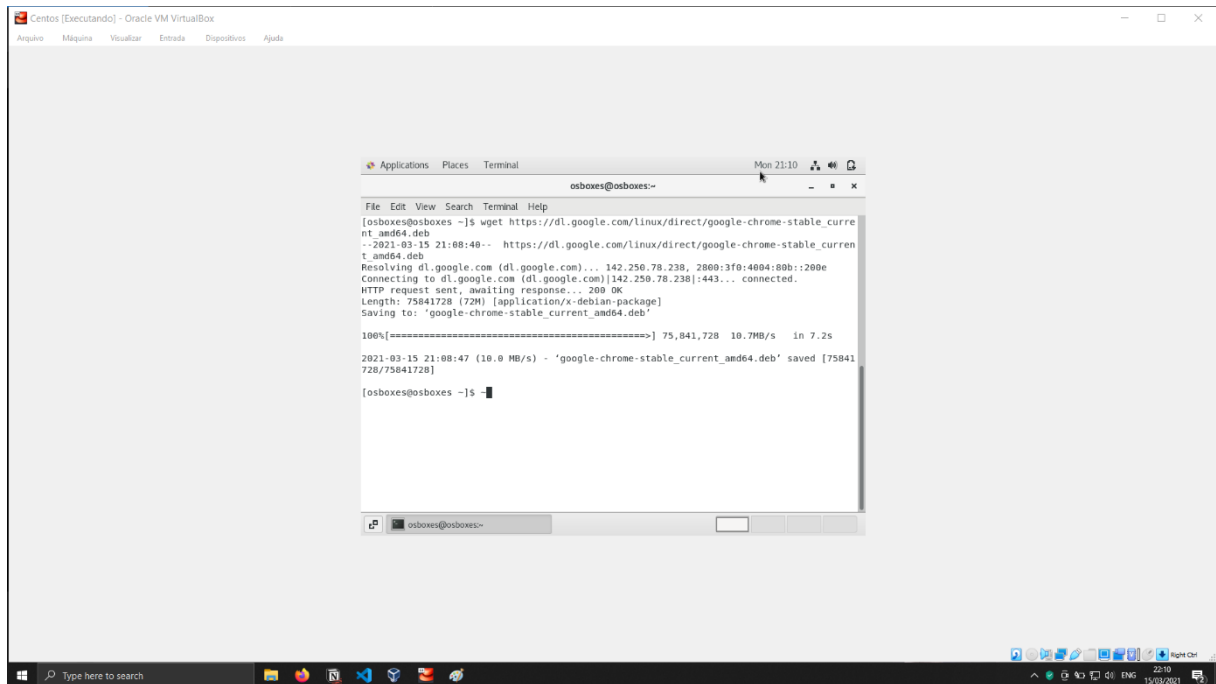 Centos [Executando] - Oracle VM VirtualBox
Arquivo Máquina Visualizar Entrada Dispositivos Ajuda
Applications Places Terminal Mon 21:10
osboxes@osboxes:~
File Edit View Search Terminal Help
[osboxes@osboxes ~]$ wget https://dl.google.com/linux/direct/google-chrome-stable_curre
nt_amd64.deb
--2021-03-15 21:08:40-- https://dl.google.com/linux/direct/google-chrome-stable_curren
t_amd64.deb
Resolving dl.google.com (dl.google.com)... 142.250.78.238, 2800:3f0:4004:80b::200e
Connecting to dl.google.com (dl.google.com)|142.250.78.238|:443... connected.
HTTP request sent, awaiting response... 200 OK
Length: 75841728 (72M) [application/x-debian-package]
Saving to: ‘google-chrome-stable_current_amd64.deb’
100%[=============================================>] 75,841,728 10.7MB/s in 7.2s
2021-03-15 21:08:47 (10.0 MB/s) - ‘google-chrome-stable_current_amd64.deb’ saved [75841
728/75841728]
[osboxes@osboxes ~]$ ~
osboxes@osboxes:~
Right Ctrl
Type here to search
ENG
22:10
15/03/2021
2